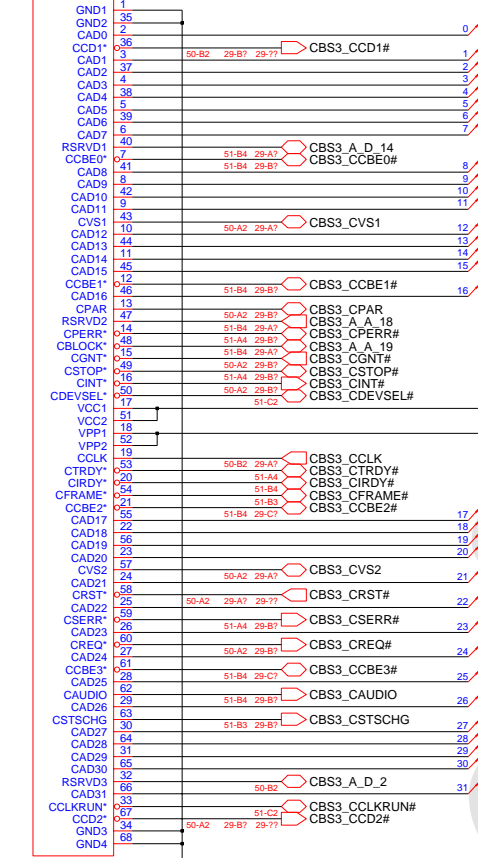 GND1 1
GND2 35
CAD0 2 0
CCD1* 36 CBS3_CCD1#
CAD1 3 50-B2 29-B? 29-?? 1
CAD2 37 2
CAD3 4 3
CAD4 38 4
CAD5 5 5
CAD6 39 6
CAD7 6 7
RSRVD1 40 CBS3_A_D_14
CCBE0* 7 51-B4 29-A? CBS3_CCBE0#
CAD8 41 51-B4 29-B? 8
CAD9 8 9
CAD10 42 10
CAD11 9 11
CVS1 43 CBS3_CVS1
CAD12 10 50-A2 29-A? 12
CAD13 44 13
CAD14 11 14
CAD15 45 15
CCBE1* 12 CBS3_CCBE1#
CAD16 46 51-B4 29-B? 16
CPAR 13 CBS3_CPAR
RSRVD2 47 50-A2 29-B? CBS3_A_A_18
CPERR* 14 51-B4 29-A? CBS3_CPERR#
CBLOCK* 48 51-A4 29-B? CBS3_A_A_19
CGNT* 15 51-B4 29-A? CBS3_CGNT#
CSTOP* 49 50-A2 29-B? CBS3_CSTOP#
CINT* 16 51-A4 29-B? CBS3_CINT#
CDEVSEL* 50 50-A2 29-B? CBS3_CDEVSEL#
VCC1 17 51-C2
VCC2 51
VPP1 18
VPP2 52
CCLK 19 CBS3_CCLK
CTRDY* 53 50-B2 29-A? CBS3_CTRDY#
CIRDY* 20 51-A4 CBS3_CIRDY#
CFRAME* 54 51-B4 CBS3_CFRAME#
CCBE2* 21 51-B3 CBS3_CCBE2#
CAD17 55 51-B4 29-C? 17
CAD18 22 18
CAD19 56 19
CAD20 23 20
CVS2 57 CBS3_CVS2
CAD21 24 50-A2 29-A? 21
CRST* 58 CBS3_CRST#
CAD22 25 50-A2 29-A? 29-?? 22
CSERR* 59 CBS3_CSERR#
CAD23 26 51-A4 29-B? 23
CREQ* 60 CBS3_CREQ#
CAD24 27 50-A2 29-B? 24
CCBE3* 61 CBS3_CCBE3#
CAD25 28 51-B4 29-C? 25
CAUDIO 62 CBS3_CAUDIO
CAD26 29 51-B4 29-B? 26
CSTSCHG 63 CBS3_CSTSCHG
CAD27 30 51-B3 29-B? 27
CAD28 64 28
CAD29 31 29
CAD30 65 30
RSRVD3 32 CBS3_A_D_2
CAD31 66 50-B2 31
CCLKRUN* 33 CBS3_CCLKRUN#
CCD2* 67 51-C2 CBS3_CCD2#
GND3 34 50-A2 29-B? 29-??
GND4 68